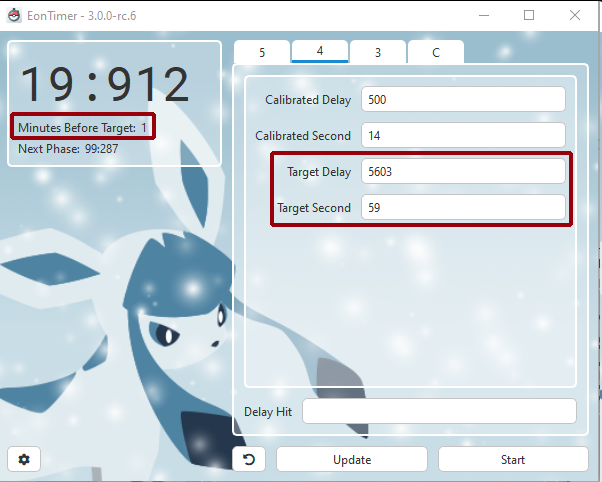 EonTimer - 3.0.0-rc.6
5 4 3 C
19:912
Minutes Before Target: 1
Next Phase: 99:287
Calibrated Delay 500
Calibrated Second 14
Target Delay 5603
Target Second 59
Delay Hit
Update Start